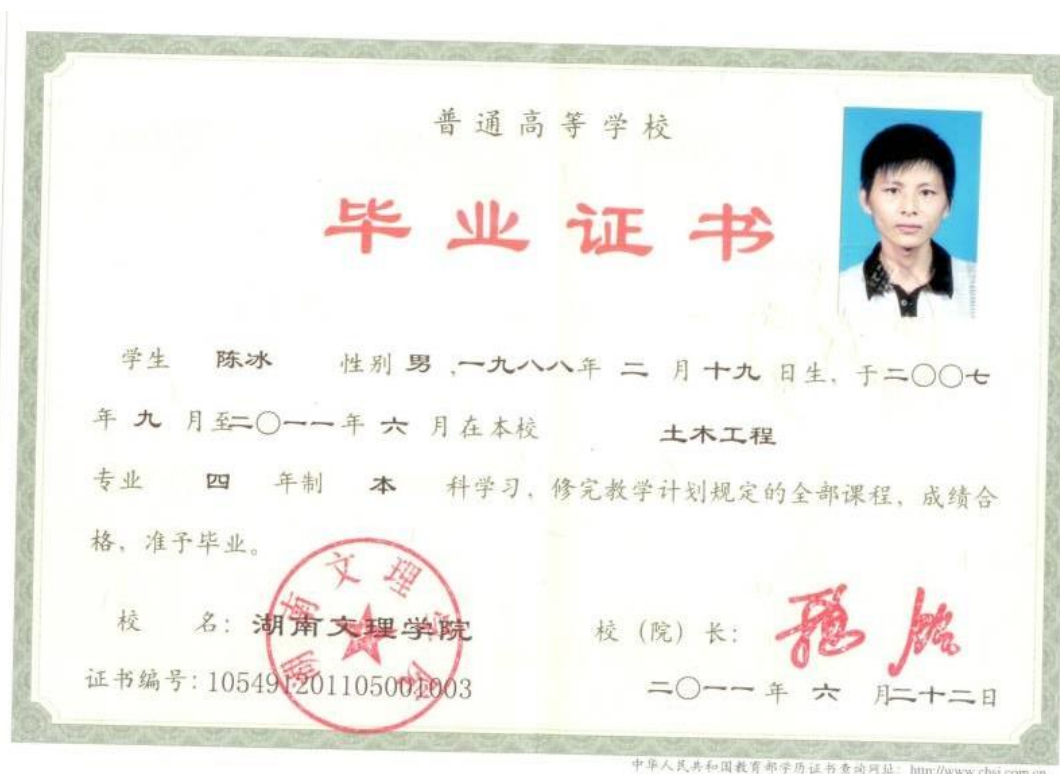 普通高等学校
毕业证书
学生 陈冰 性别 男 ,一九八八年 二 月 十九 日生, 于二〇〇七
年 九 月至二〇一一年 六 月在本校 土木工程
专业 四 年制 本 科学习, 修完教学计划规定的全部课程, 成绩合
格, 准予毕业。
湖南文理学院
校 名: 湖南文理学院 校（院）长:
证书编号: 105491201105001003 二〇一一 年 六 月二十二日
中华人民共和国教育部学历证书查询网址: http://www.chsi.com.cn